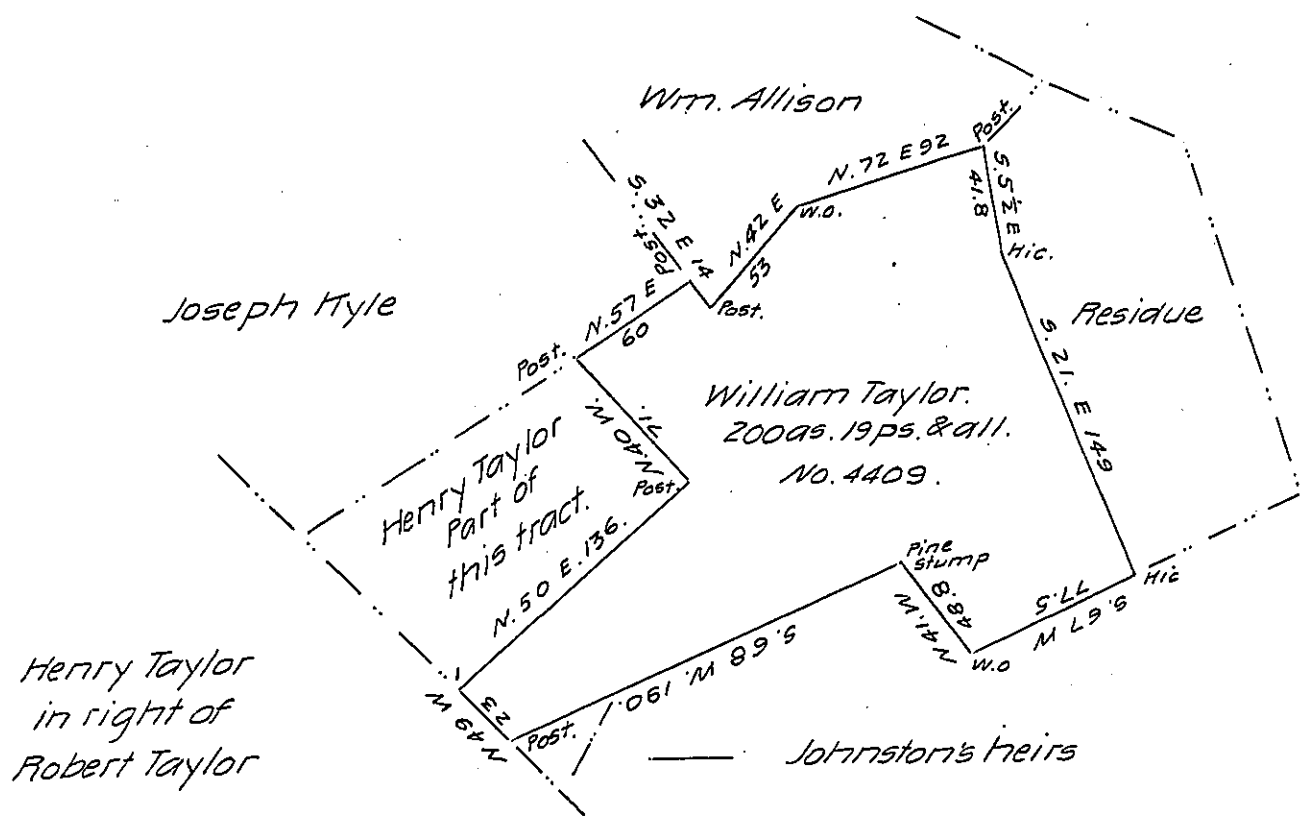 Wm. Allison
Post.
N. 72 E 92
S. 5½ E
41.8
S. 32 E 14
Post.
N. 42 E
53
W.O.
Hic.
Joseph Kyle
N. 57 E
60
Post.
Post.
Residue
S. 21. E 149
William Taylor.
200as. 19ps. & all.
No. 4409.
71.
N. 40 W.
Post.
Henry Taylor
Part of
this tract.
N. 50 E. 136.
Pine
stump
48.8
N 41. W
Hic
77.5
S. 67 W
W.O
S. 68 W. 190.
Henry Taylor
in right of
Robert Taylor
23
N 49 W
Post.
Johnston's heirs